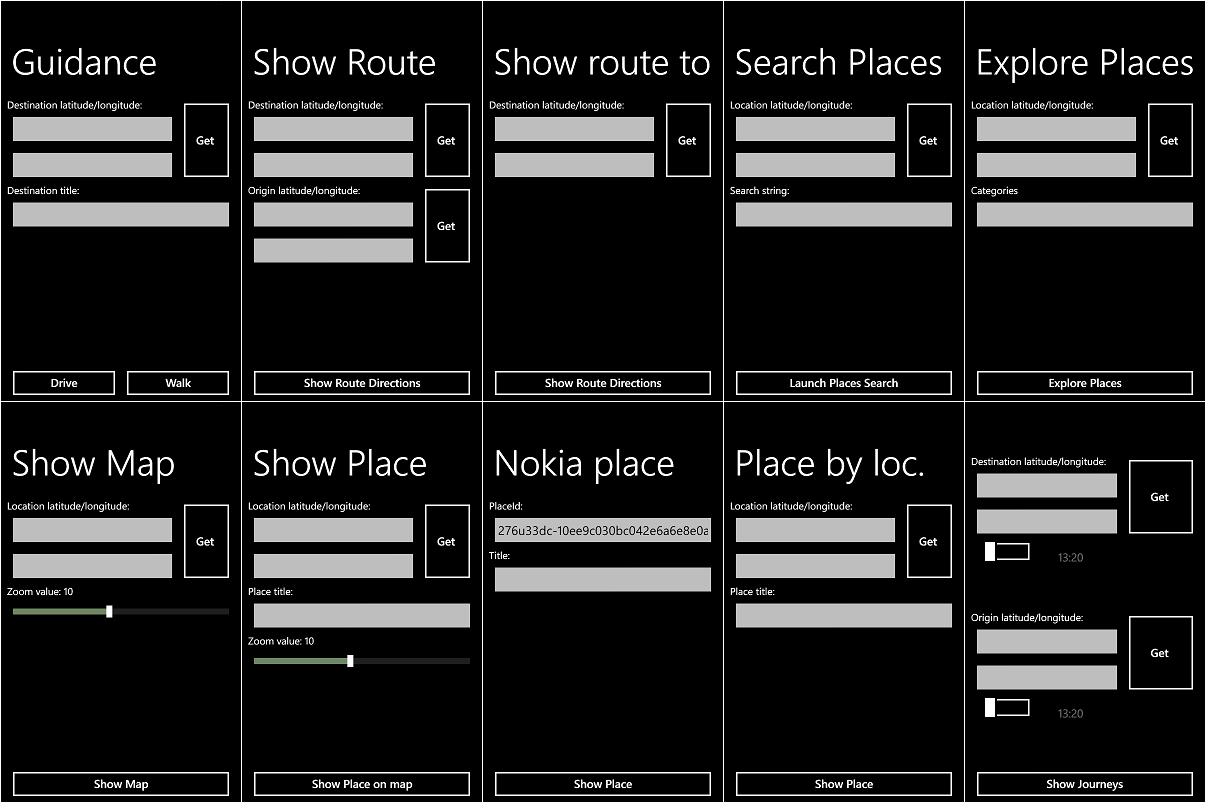 Guidance
Destination latitude/longitude:
Get
Destination title:
Drive
Walk
Show Route
Destination latitude/longitude:
Get
Origin latitude/longitude:
Get
Show Route Directions
Show route to
Destination latitude/longitude:
Get
Show Route Directions
Search Places
Location latitude/longitude:
Get
Search string:
Launch Places Search
Explore Places
Location latitude/longitude:
Get
Categories
Explore Places
Show Map
Location latitude/longitude:
Get
Zoom value: 10
Show Map
Show Place
Location latitude/longitude:
Get
Place title:
Zoom value: 10
Show Place on map
Nokia place
PlaceId:
276u33dc-10ee9c030bc042e6a6e8e0a
Title:
Show Place
Place by loc.
Location latitude/longitude:
Get
Place title:
Show Place
Destination latitude/longitude:
Get
13:20
Origin latitude/longitude:
Get
13:20
Show Journeys